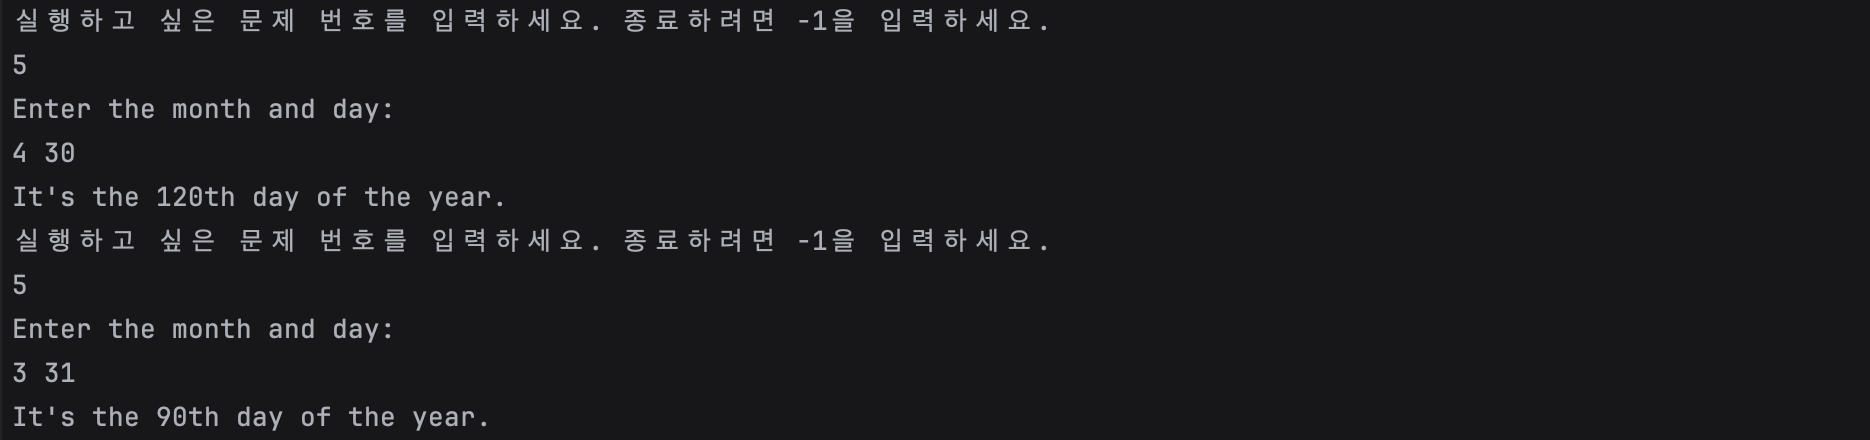 실행하고 싶은 문제 번호를 입력하세요. 종료하려면 -1을 입력하세요.
5
Enter the month and day:
4 30
It's the 120th day of the year.
실행하고 싶은 문제 번호를 입력하세요. 종료하려면 -1을 입력하세요.
5
Enter the month and day:
3 31
It's the 90th day of the year.